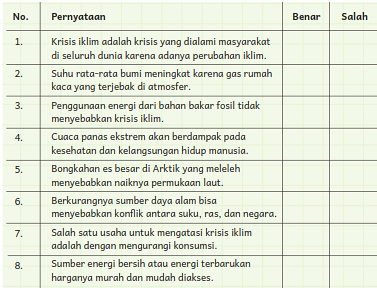 No. Pernyataan Benar Salah
1. Krisis iklim adalah krisis yang dialami masyarakat
di seluruh dunia karena adanya perubahan iklim.
2. Suhu rata-rata bumi meningkat karena gas rumah
kaca yang terjebak di atmosfer.
3. Penggunaan energi dari bahan bakar fosil tidak
menyebabkan krisis iklim.
4. Cuaca panas ekstrem akan berdampak pada
kesehatan dan kelangsungan hidup manusia.
5. Bongkahan es besar di Arktik yang meleleh
menyebabkan naiknya permukaan laut.
6. Berkurangnya sumber daya alam bisa
menyebabkan konflik antara suku, ras, dan negara.
7. Salah satu usaha untuk mengatasi krisis iklim
adalah dengan mengurangi konsumsi.
8. Sumber energi bersih atau energi terbarukan
harganya murah dan mudah diakses.